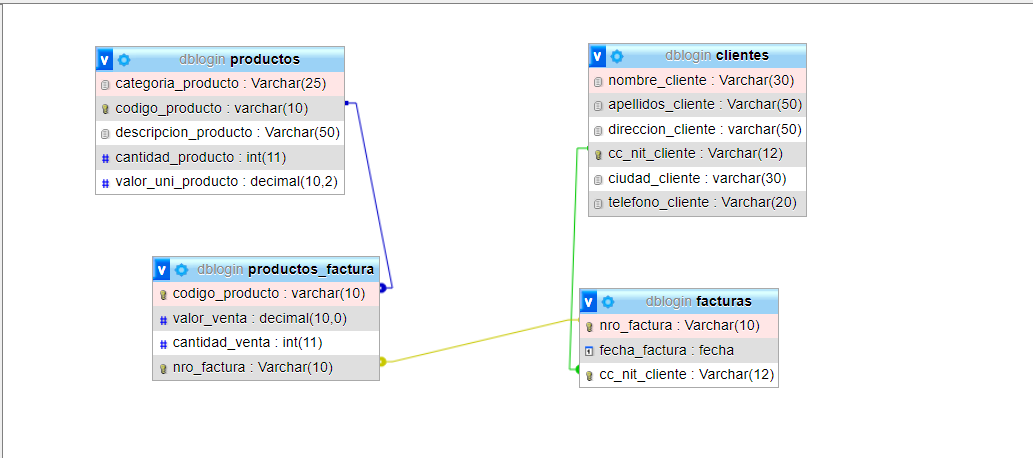 v dblogin productos
categoria_producto : Varchar(25)
codigo_producto : varchar(10)
descripcion_producto : Varchar(50)
# cantidad_producto : int(11)
# valor_uni_producto : decimal(10,2)
v dblogin clientes
nombre_cliente : Varchar(30)
apellidos_cliente : Varchar(50)
direccion_cliente : varchar(50)
cc_nit_cliente : Varchar(12)
ciudad_cliente : varchar(30)
telefono_cliente : Varchar(20)
v dblogin productos_factura
codigo_producto : varchar(10)
# valor_venta : decimal(10,0)
# cantidad_venta : int(11)
nro_factura : Varchar(10)
v dblogin facturas
nro_factura : Varchar(10)
fecha_factura : fecha
cc_nit_cliente : Varchar(12)